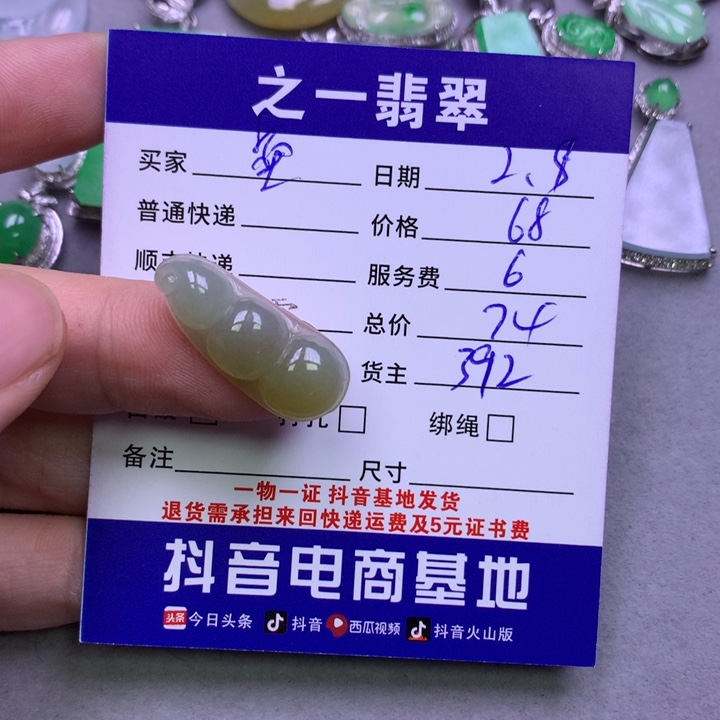 之一翡翠
买家 日期 2、8
普通快递 价格 68
顺 快递 服务费 6
总价 74
货主 392
孔 □ 绑绳 □
备注 尺寸
一物一证 抖音基地发货
退货需承担来回快递运费及5元证书费
抖音电商基地
头条 今日头条 抖音 西瓜视频 抖音火山版